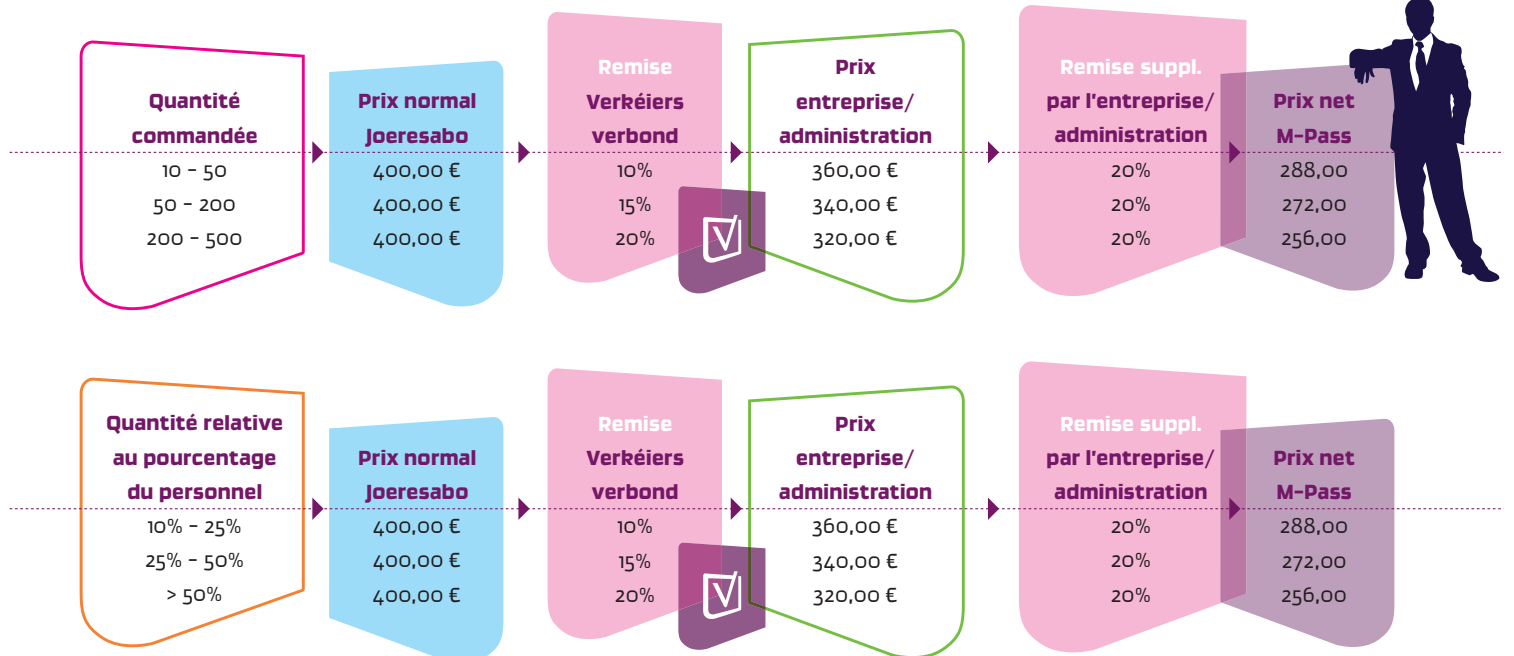 Quantité
commandée
10 - 50
50 - 200
200 - 500
Prix normal
Joeresabo
400,00 €
400,00 €
400,00 €
Remise
Verkéiers
verbond
10%
15%
20%
Prix
entreprise/
administration
360,00 €
340,00 €
320,00 €
Remise suppl.
par l'entreprise/
administration
20%
20%
20%
Prix net
M-Pass
288,00
272,00
256,00
Quantité relative
au pourcentage
du personnel
10% - 25%
25% - 50%
> 50%
Prix normal
Joeresabo
400,00 €
400,00 €
400,00 €
Remise
Verkéiers
verbond
10%
15%
20%
Prix
entreprise/
administration
360,00 €
340,00 €
320,00 €
Remise suppl.
par l'entreprise/
administration
20%
20%
20%
Prix net
M-Pass
288,00
272,00
256,00